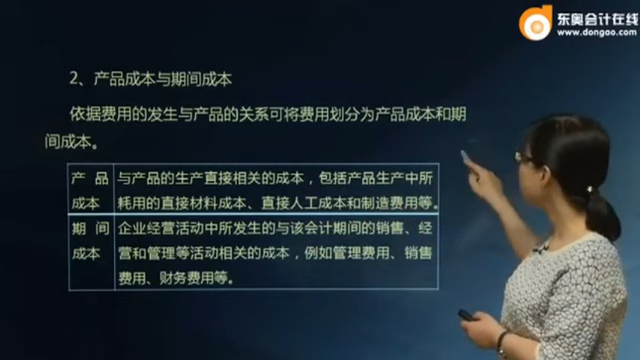 东奥会计在线
www.dongao.com
2、产品成本与期间成本
依据费用的发生与产品的关系可将费用划分为产品成本和期
间成本。
产品 与产品的生产直接相关的成本，包括产品生产中所
成本 耗用的直接材料成本、直接人工成本和制造费用等。
期间 企业经营活动中所发生的与该会计期间的销售、经
成本 营和管理等活动相关的成本，例如管理费用、销售
费用、财务费用等。